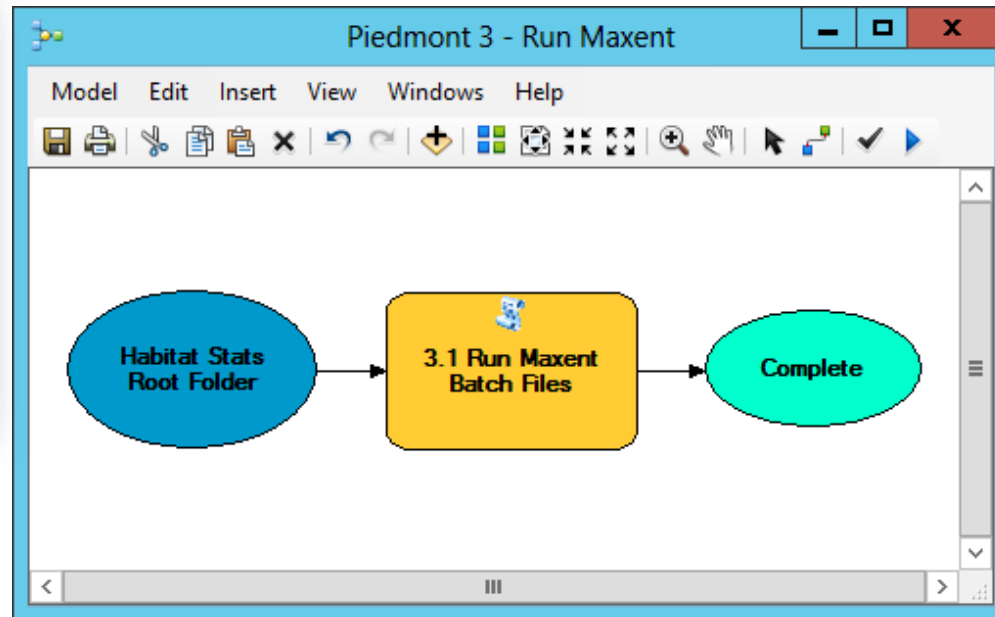 Piedmont 3 - Run Maxent
Model Edit Insert View Windows Help
Habitat Stats
Root Folder
3.1 Run Maxent
Batch Files
Complete